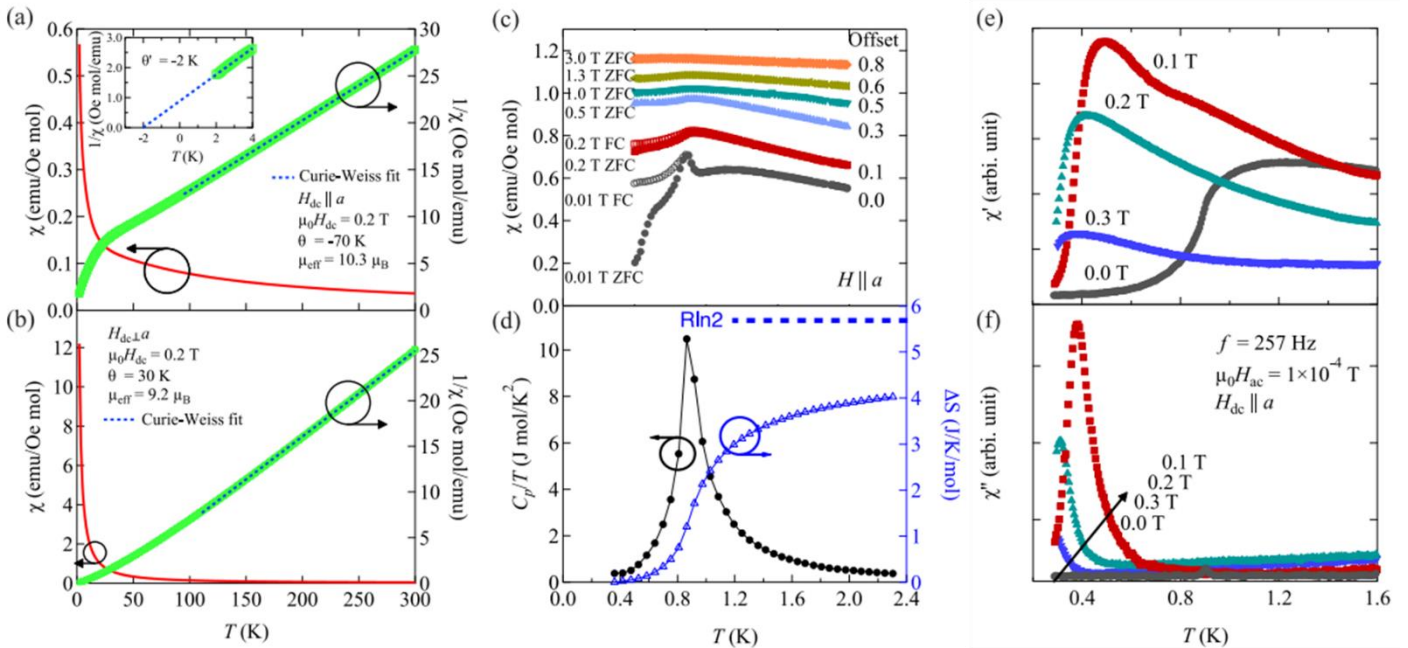 (a)
0.6
0.5
0.4
0.3
0.2
0.1
0.0
χ (emu/Oe mol)
3.0
2.0
1.0
0.0
1/χ (Oe mol/emu)
θ' = -2 K
-2 0 2 4
T (K)
30
25
20
15
10
5
0
1/χ (Oe mol/emu)
Curie-Weiss fit
H_dc || a
μ₀H_dc = 0.2 T
θ = -70 K
μ_eff = 10.3 μ_B
(b)
12
10
8
6
4
2
0
χ (emu/Oe mol)
H_dc⊥a
μ₀H_dc = 0.2 T
θ = 30 K
μ_eff = 9.2 μ_B
Curie-Weiss fit
25
20
15
10
5
0
1/χ (Oe mol/emu)
0 50 100 150 200 250 300
T (K)
(c)
1.2
1.0
0.8
0.6
0.4
0.2
0.0
χ (emu/Oe mol)
Offset
3.0 T ZFC 0.8
1.3 T ZFC 0.6
1.0 T ZFC 0.5
0.5 T ZFC 0.3
0.2 T FC
0.2 T ZFC 0.1
0.01 T FC 0.0
0.01 T ZFC
H || a
(d)
10
8
6
4
2
0
C_p/T (J mol/K²)
Rln2
6
5
4
3
2
1
0
ΔS (J/K/mol)
0.0 0.4 0.8 1.2 1.6 2.0 2.4
T (K)
(e)
χ' (arbi. unit)
0.1 T
0.2 T
0.3 T
0.0 T
(f)
χ'' (arbi. unit)
f = 257 Hz
μ₀H_ac = 1×10⁻⁴ T
H_dc || a
0.1 T
0.2 T
0.3 T
0.0 T
0.4 0.8 1.2 1.6
T (K)